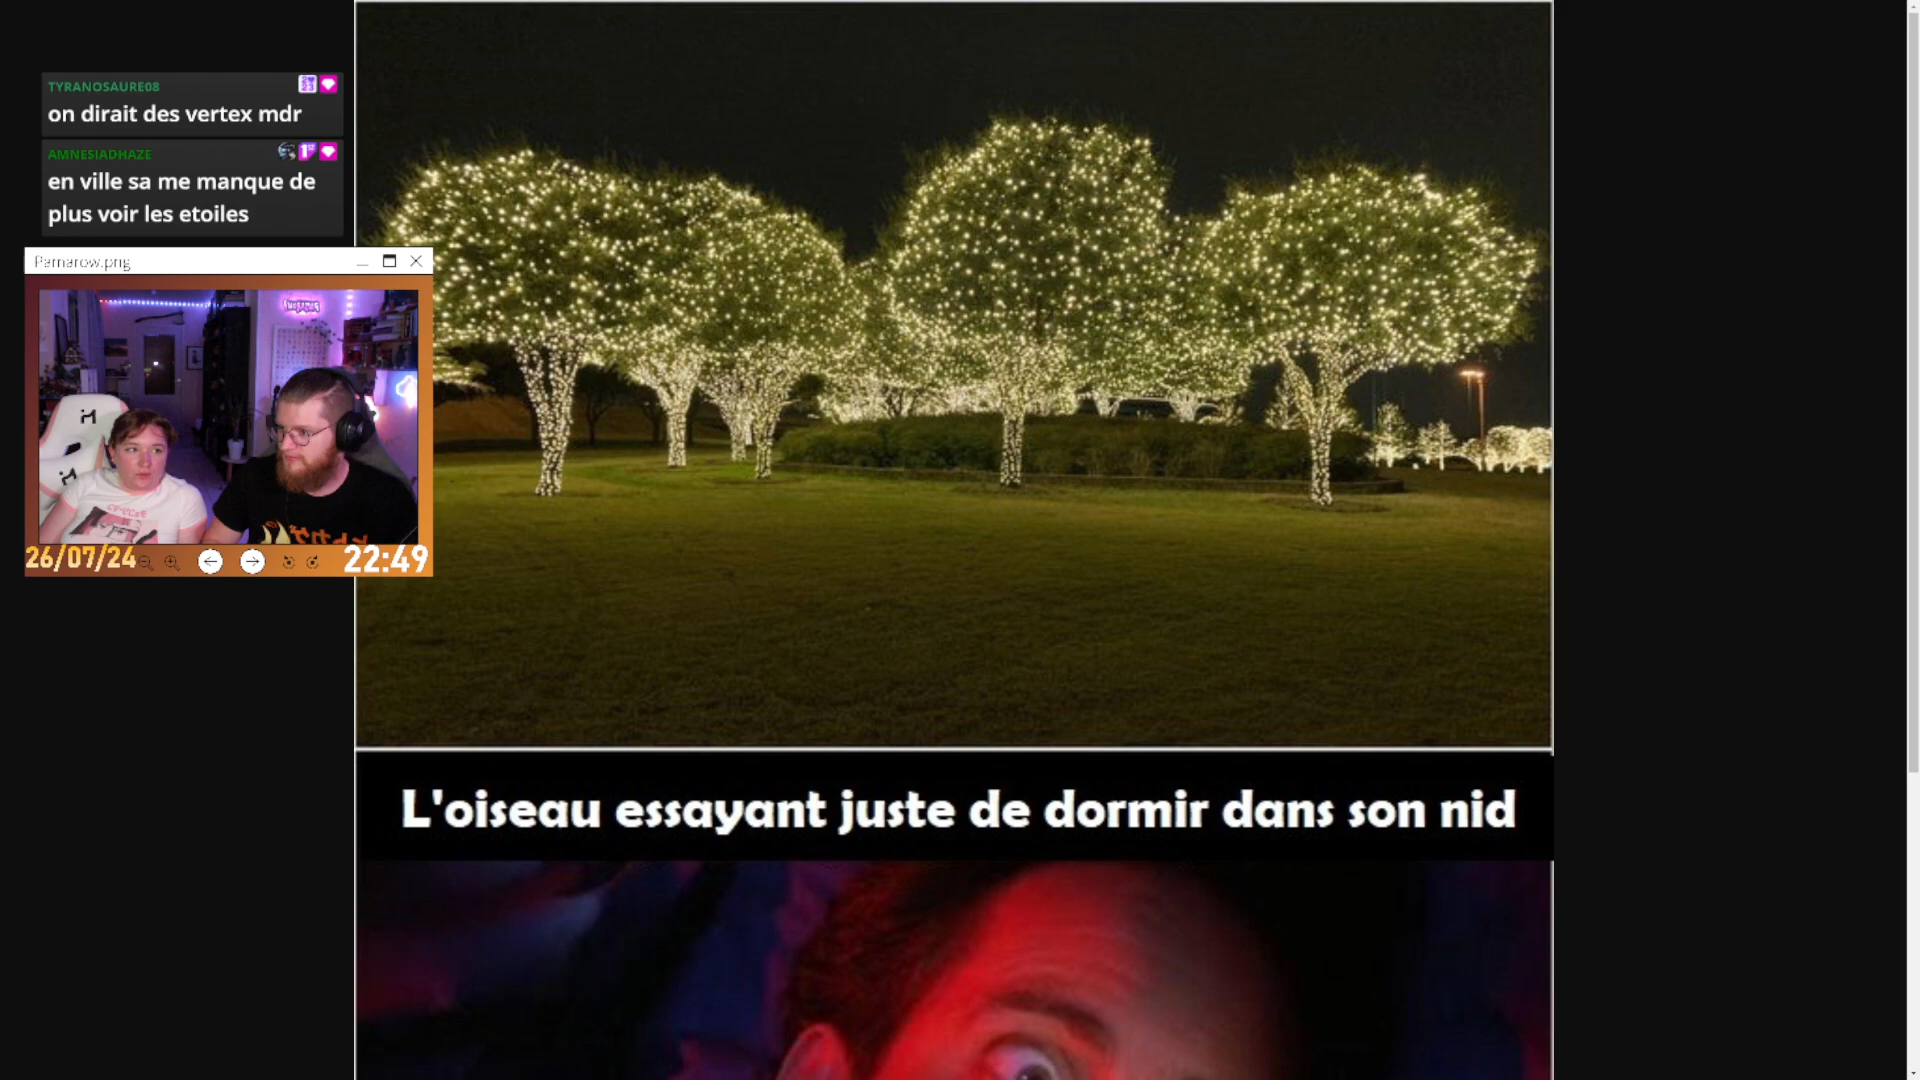 TYRANOSAURE08
on dirait des vertex mdr
AMNESIADHAZE
en ville sa me manque de
plus voir les etoiles
Pamarow.png
26/07/24
22:49
L'oiseau essayant juste de dormir dans son nid